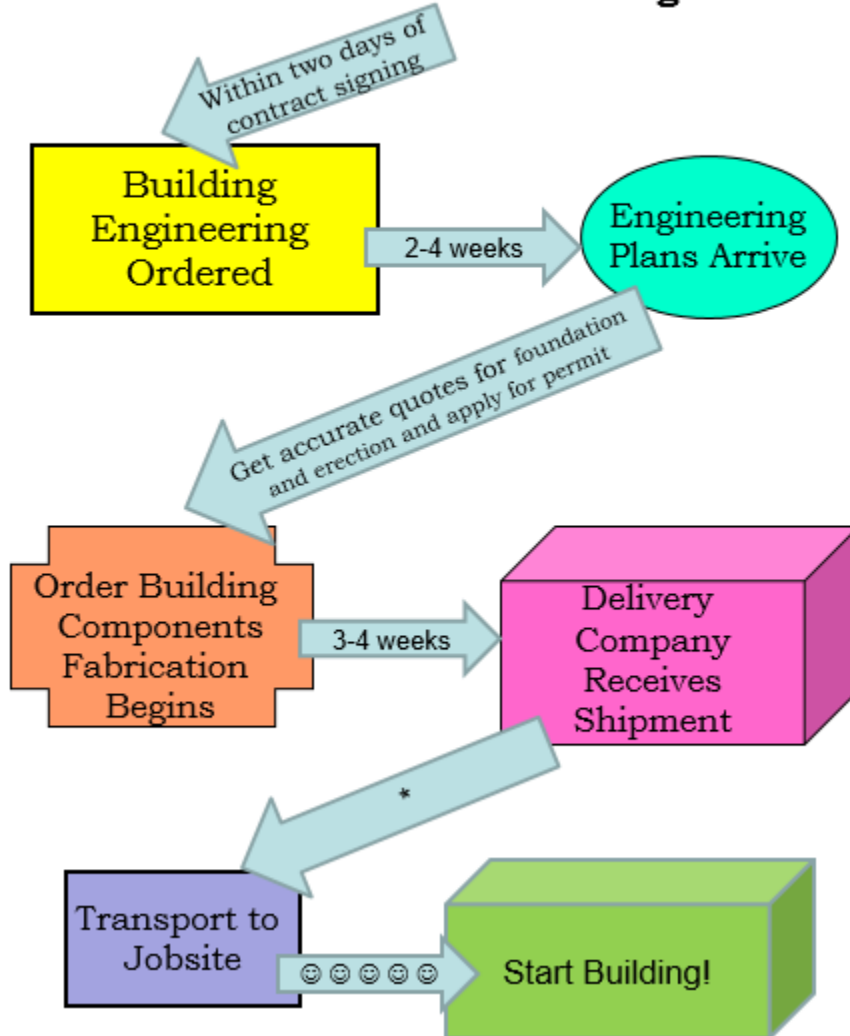 Within two days of
contract signing
Building
Engineering
Ordered
2-4 weeks
Engineering
Plans Arrive
Get accurate quotes for foundation
and erection and apply for permit
Order Building
Components
Fabrication
Begins
3-4 weeks
Delivery
Company
Receives
Shipment
*
Transport to
Jobsite
☺☺☺☺☺
Start Building!